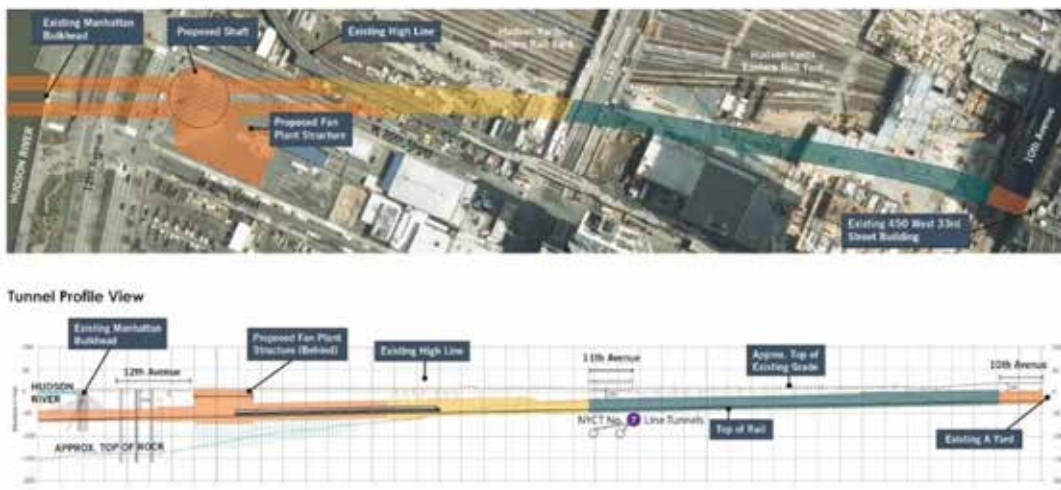 Existing Manhattan
Bulkhead
Proposed Shaft
Existing High Line
Hudson Yards
Western Rail Yard
Hudson Yards
Eastern Rail Yard
11th Avenue
Proposed Fan
Plant Structure
HUDSON RIVER
12th Avenue
10th Avenue
Existing 450 West 33rd
Street Building
Tunnel Profile View
Existing Manhattan
Bulkhead
Proposed Fan Plant
Structure (Behind)
Existing High Line
11th Avenue
Approx. Top of
Existing Grade
10th Avenue
12th Avenue
HUDSON
RIVER
NYCT No. 7 Line Tunnels
Top of Rail
Existing A Yard
APPROX. TOP OF ROCK